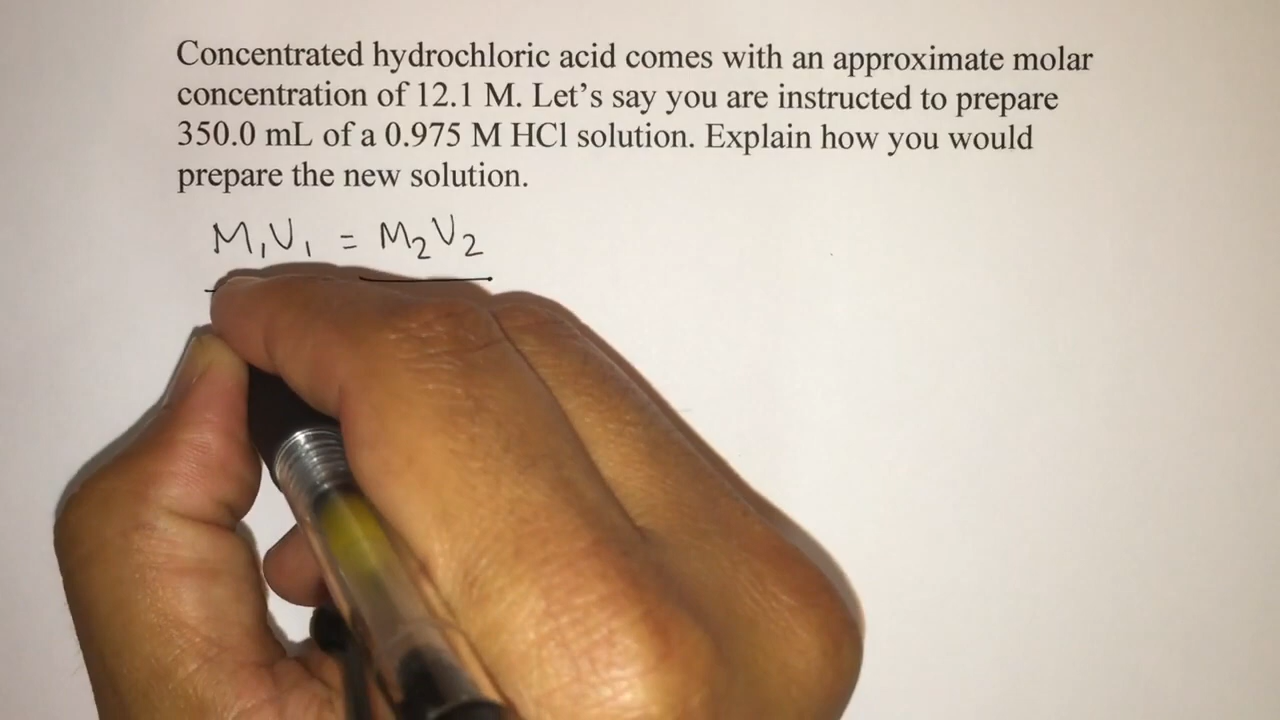 Concentrated hydrochloric acid comes with an approximate molar
concentration of 12.1 M. Let’s say you are instructed to prepare
350.0 mL of a 0.975 M HCl solution. Explain how you would
prepare the new solution.
M₁V₁ = M₂V₂